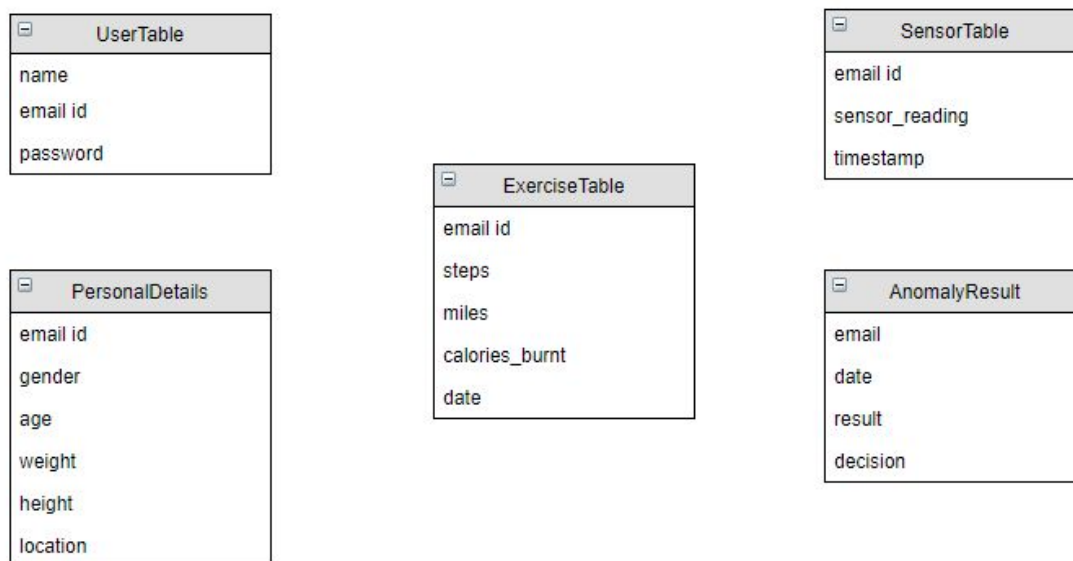 UserTable
name
email id
password
PersonalDetails
email id
gender
age
weight
height
location
ExerciseTable
email id
steps
miles
calories_burnt
date
SensorTable
email id
sensor_reading
timestamp
AnomalyResult
email
date
result
decision